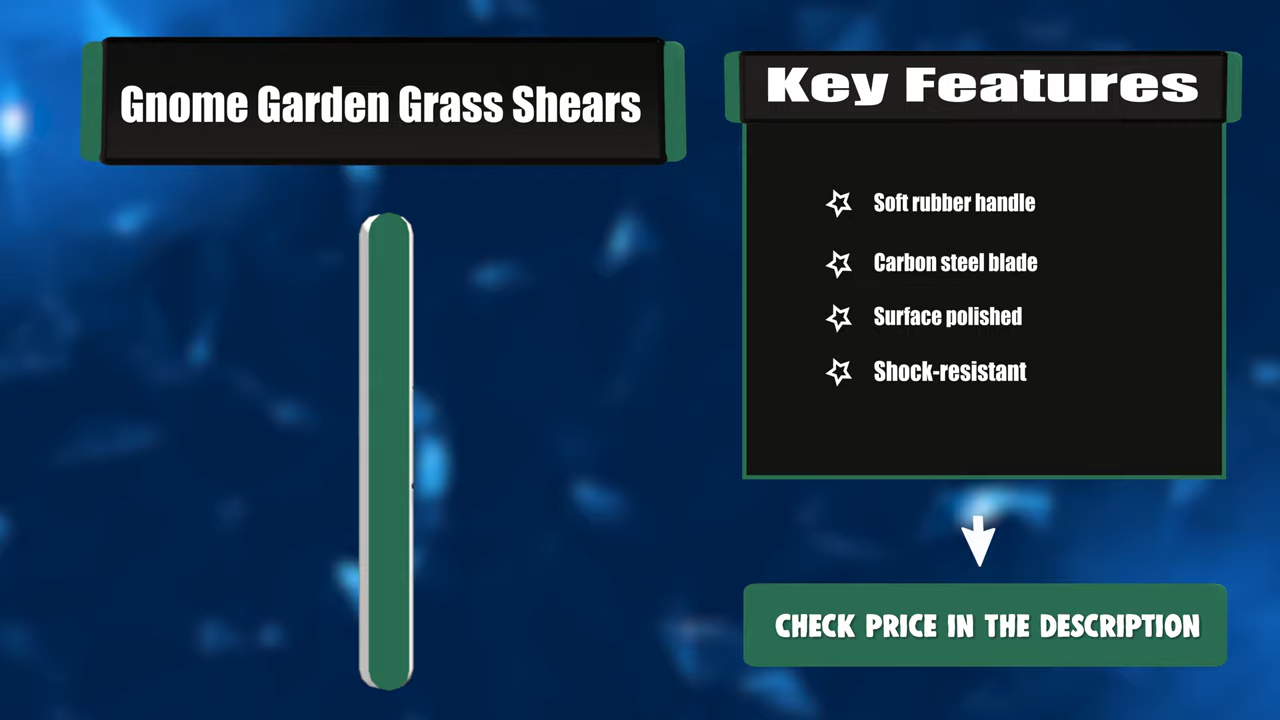 Gnome Garden Grass Shears
Key Features
Soft rubber handle
Carbon steel blade
Surface polished
Shock-resistant
CHECK PRICE IN THE DESCRIPTION